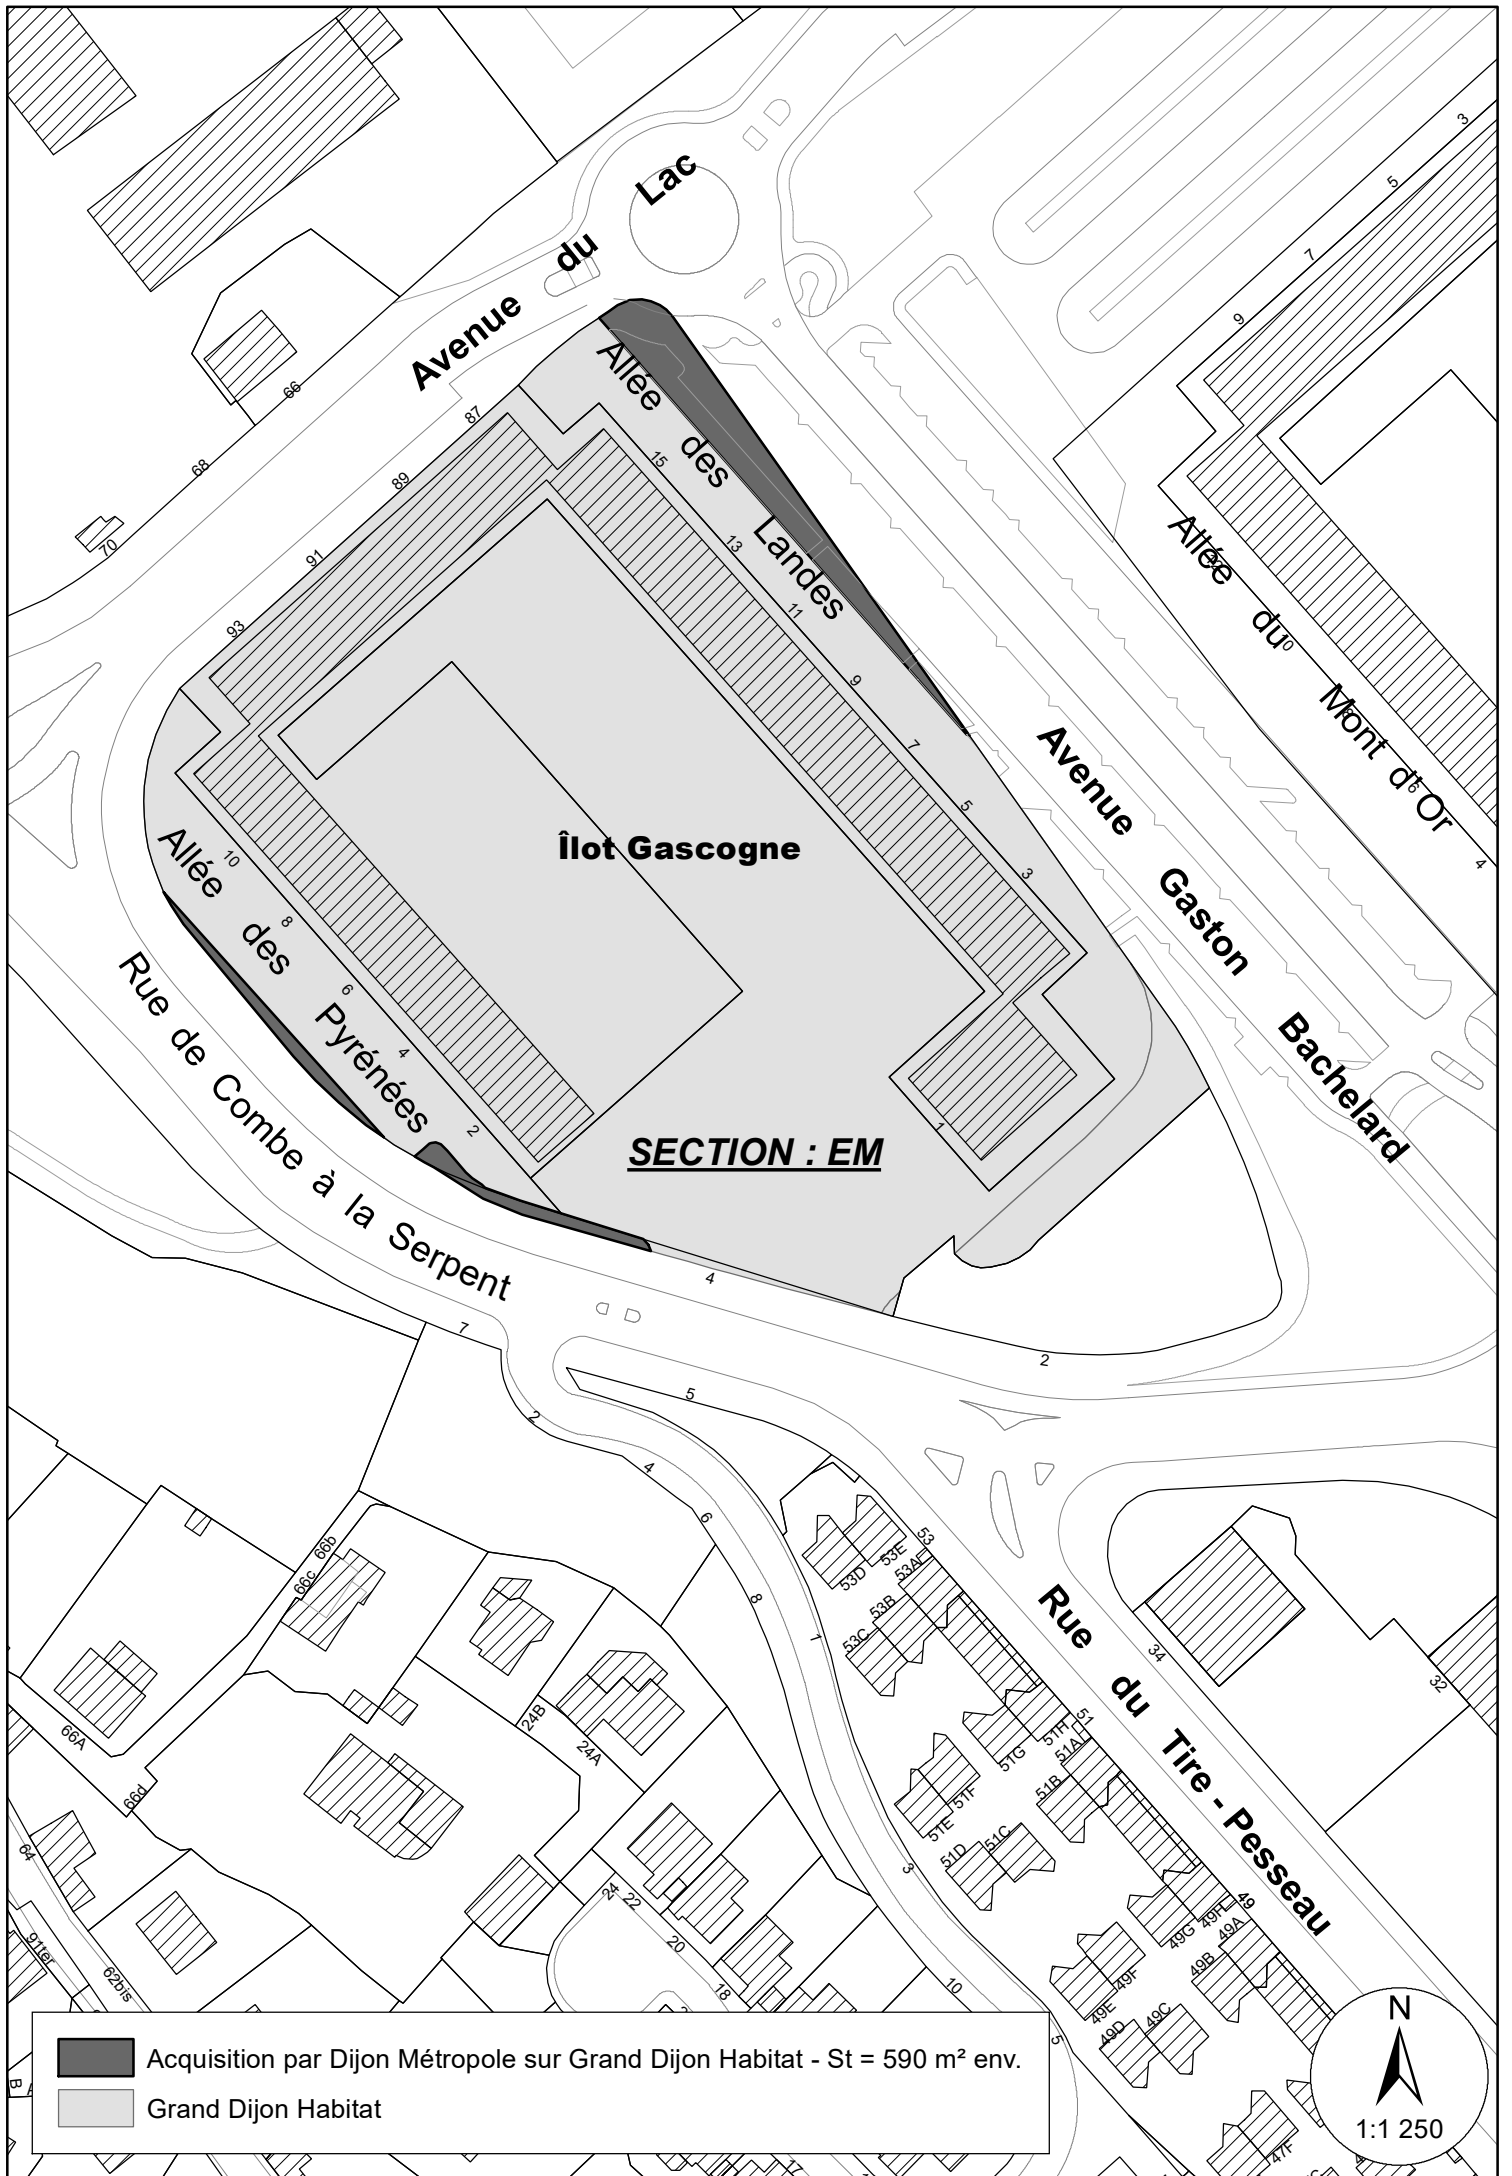 Avenue du Lac
3
5
7
9
66
68
70
87
89
91
93
Allée des Landes
15
13
11
9
7
5
3
1
Allée du Mont d'Or
10
6
4
Avenue Gaston Bachelard
Îlot Gascogne
SECTION : EM
Allée des Pyrénées
10
8
6
4
2
Rue de Combe à la Serpent
4
2
7
5
2
4
6
8
10
1
3
5
53
53A
53B
53C
53D
53E
Rue du Tire - Pesseau
34
32
51
51A
51B
51C
51D
51E
51F
51G
51H
49
49A
49B
49C
49D
49E
49F
49G
49H
47F
66b
66c
66A
66d
64
62bis
91ter
24B
24A
24
22
20
18
17
B
N
1:1 250
Acquisition par Dijon Métropole sur Grand Dijon Habitat - St = 590 m² env.
Grand Dijon Habitat